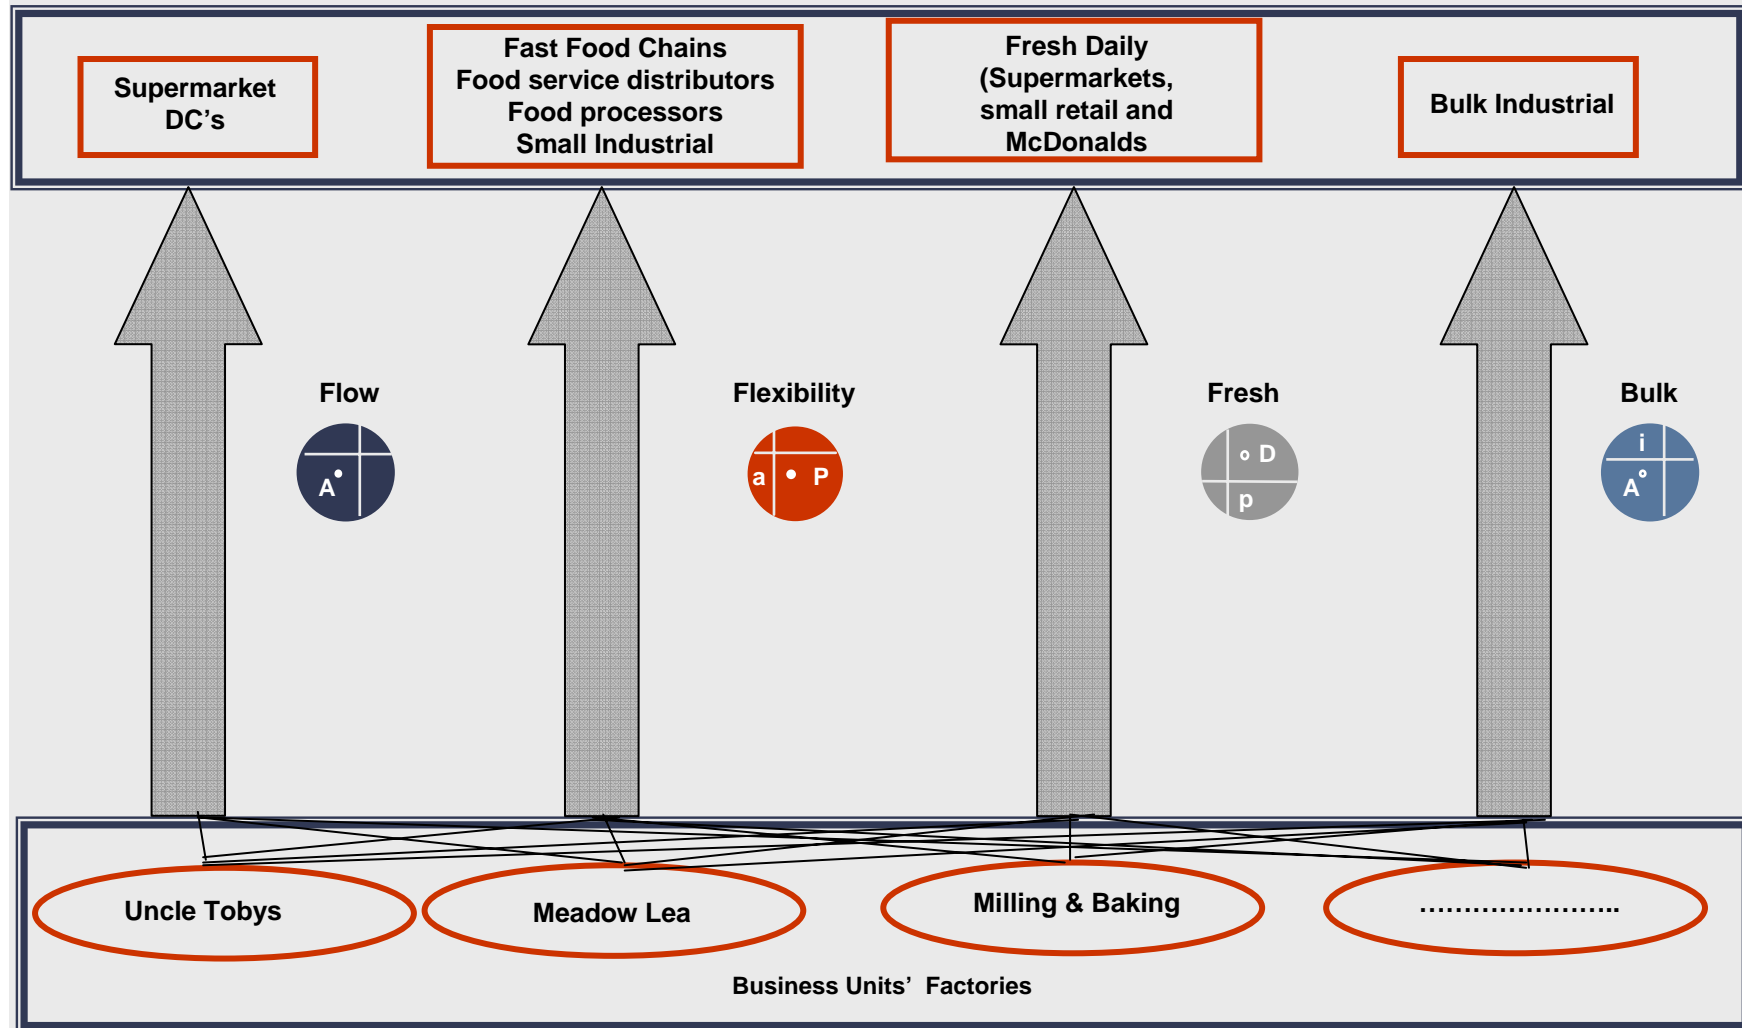 Supermarket
DC’s
Fast Food Chains
Food service distributors
Food processors
Small Industrial
Fresh Daily
(Supermarkets,
small retail and
McDonalds
Bulk Industrial
Flow
A
Flexibility
a P
Fresh
D
p
Bulk
i
A
Uncle Tobys
Meadow Lea
Milling & Baking
…………………..
Business Units’ Factories